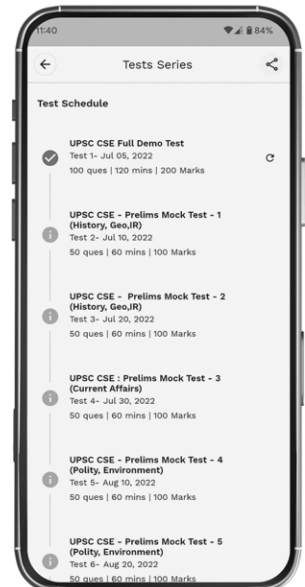 11:40
84%
Tests Series
Test Schedule
UPSC CSE Full Demo Test
Test 1- Jul 05, 2022
100 ques | 120 mins | 200 Marks
UPSC CSE - Prelims Mock Test - 1
(History, Geo,IR)
Test 2- Jul 10, 2022
50 ques | 60 mins | 100 Marks
UPSC CSE - Prelims Mock Test - 2
(History, Geo,IR)
Test 3- Jul 20, 2022
50 ques | 60 mins | 100 Marks
UPSC CSE : Prelims Mock Test - 3
(Current Affairs)
Test 4- Jul 30, 2022
50 ques | 60 mins | 100 Marks
UPSC CSE - Prelims Mock Test - 4
(Polity, Environment)
Test 5- Aug 10, 2022
50 ques | 60 mins | 100 Marks
UPSC CSE - Prelims Mock Test - 5
(Polity, Environment)
Test 6- Aug 20, 2022
50 ques | 60 mins | 100 Marks